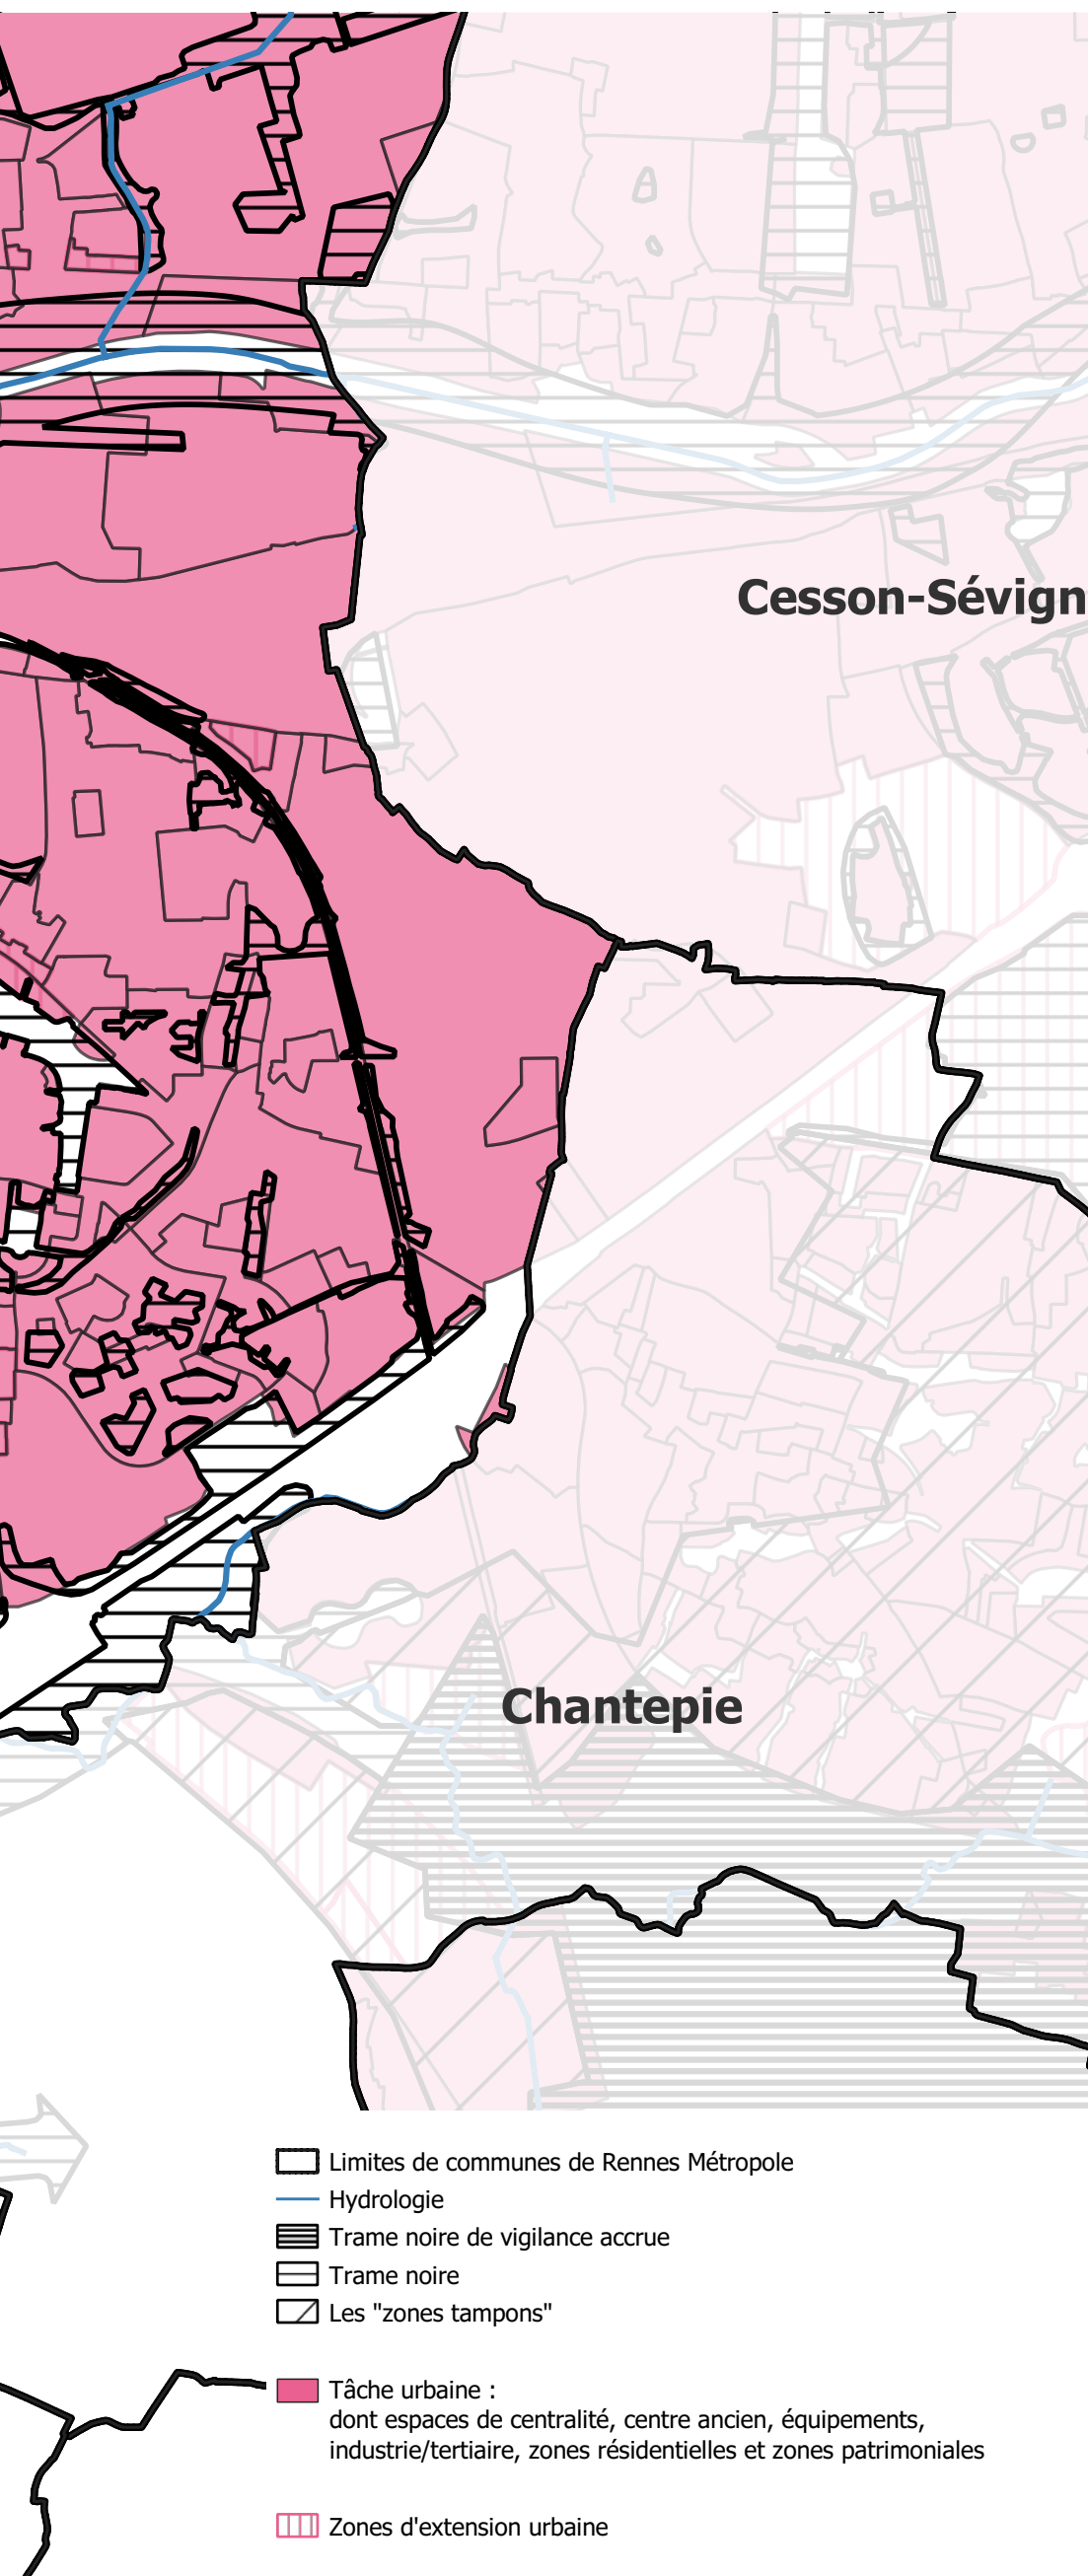 Cesson-Sévign
Chantepie
Limites de communes de Rennes Métropole
Hydrologie
Trame noire de vigilance accrue
Trame noire
Les "zones tampons"
Tâche urbaine :
dont espaces de centralité, centre ancien, équipements,
industrie/tertiaire, zones résidentielles et zones patrimoniales
Zones d'extension urbaine